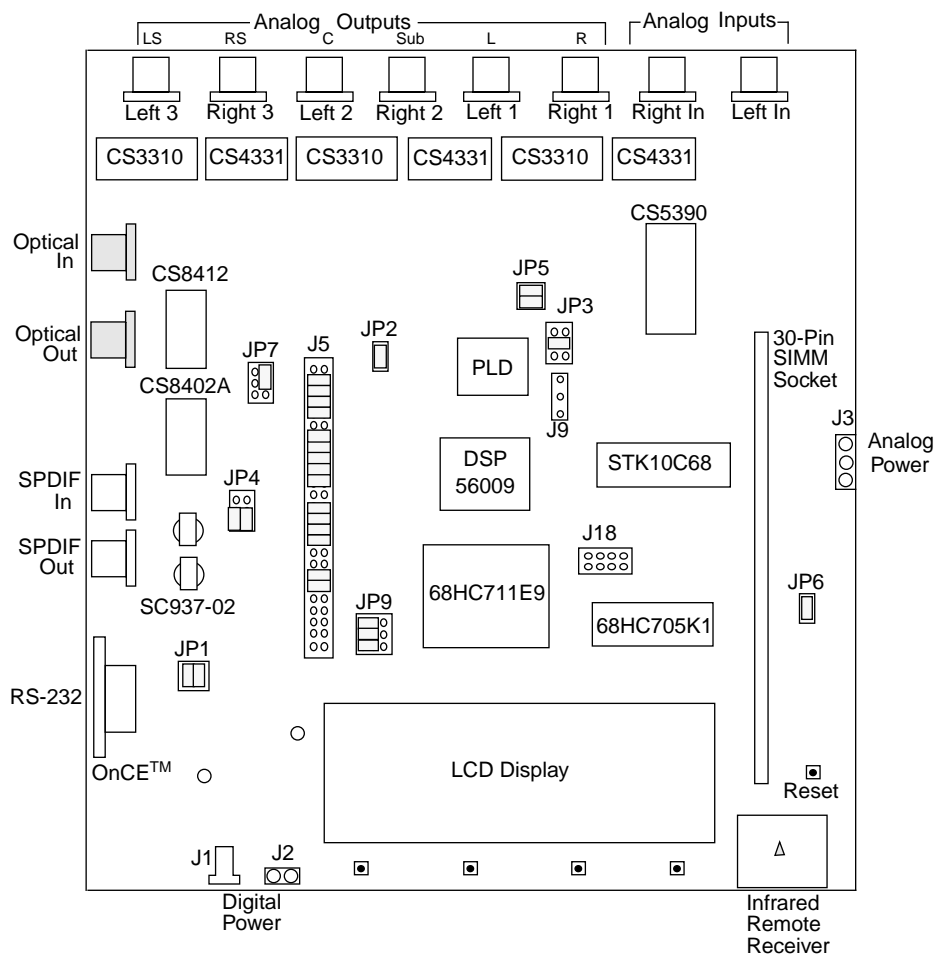 Analog Outputs
Analog Inputs
LS
RS
C
Sub
L
R
Left 3
Right 3
Left 2
Right 2
Left 1
Right 1
Right In
Left In
CS3310
CS4331
CS3310
CS4331
CS3310
CS4331
CS5390
Optical
In
CS8412
JP5
JP3
Optical
Out
JP7
J5
JP2
PLD
30-Pin
SIMM
Socket
CS8402A
J9
J3
Analog
Power
DSP
56009
STK10C68
SPDIF
In
JP4
SPDIF
Out
J18
68HC711E9
JP6
SC937-02
JP9
68HC705K1
JP1
RS-232
OnCE™
LCD Display
Reset
J1
J2
Digital
Power
Infrared
Remote
Receiver